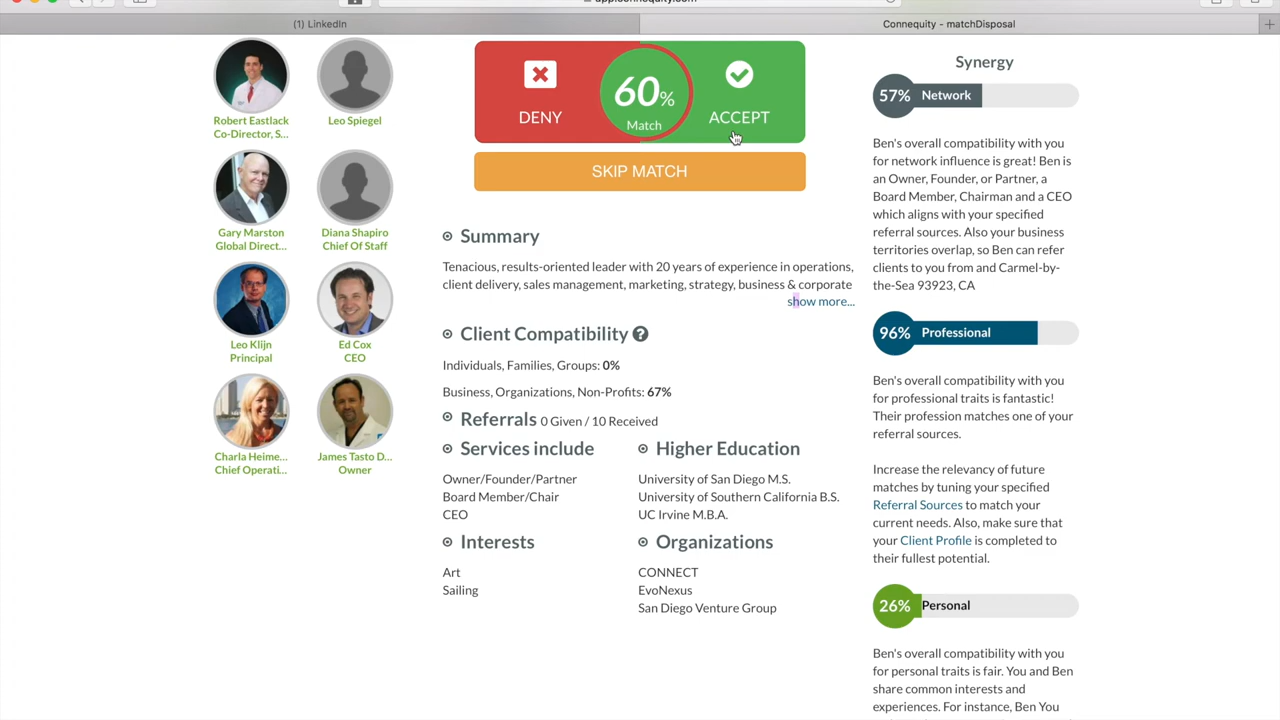 (1) LinkedIn
Connequity - matchDisposal
Robert Eastlack
Co-Director, S...
Leo Spiegel
Gary Marston
Global Direct...
Diana Shapiro
Chief Of Staff
Leo Klijn
Principal
Ed Cox
CEO
Charla Heime...
Chief Operati...
James Tasto D...
Owner
DENY
60%
Match
ACCEPT
SKIP MATCH
Summary
Tenacious, results-oriented leader with 20 years of experience in operations,
client delivery, sales management, marketing, strategy, business & corporate
show more...
Client Compatibility ?
Individuals, Families, Groups: 0%
Business, Organizations, Non-Profits: 67%
Referrals 0 Given / 10 Received
Services include
Owner/Founder/Partner
Board Member/Chair
CEO
Higher Education
University of San Diego M.S.
University of Southern California B.S.
UC Irvine M.B.A.
Interests
Art
Sailing
Organizations
CONNECT
EvoNexus
San Diego Venture Group
Synergy
57% Network
Ben's overall compatibility with you
for network influence is great! Ben is
an Owner, Founder, or Partner, a
Board Member, Chairman and a CEO
which aligns with your specified
referral sources. Also your business
territories overlap, so Ben can refer
clients to you from and Carmel-by-
the-Sea 93923, CA
96% Professional
Ben's overall compatibility with you
for professional traits is fantastic!
Their profession matches one of your
referral sources.
Increase the relevancy of future
matches by tuning your specified
Referral Sources to match your
current needs. Also, make sure that
your Client Profile is completed to
their fullest potential.
26% Personal
Ben's overall compatibility with you
for personal traits is fair. You and Ben
share common interests and
experiences. For instance, Ben You